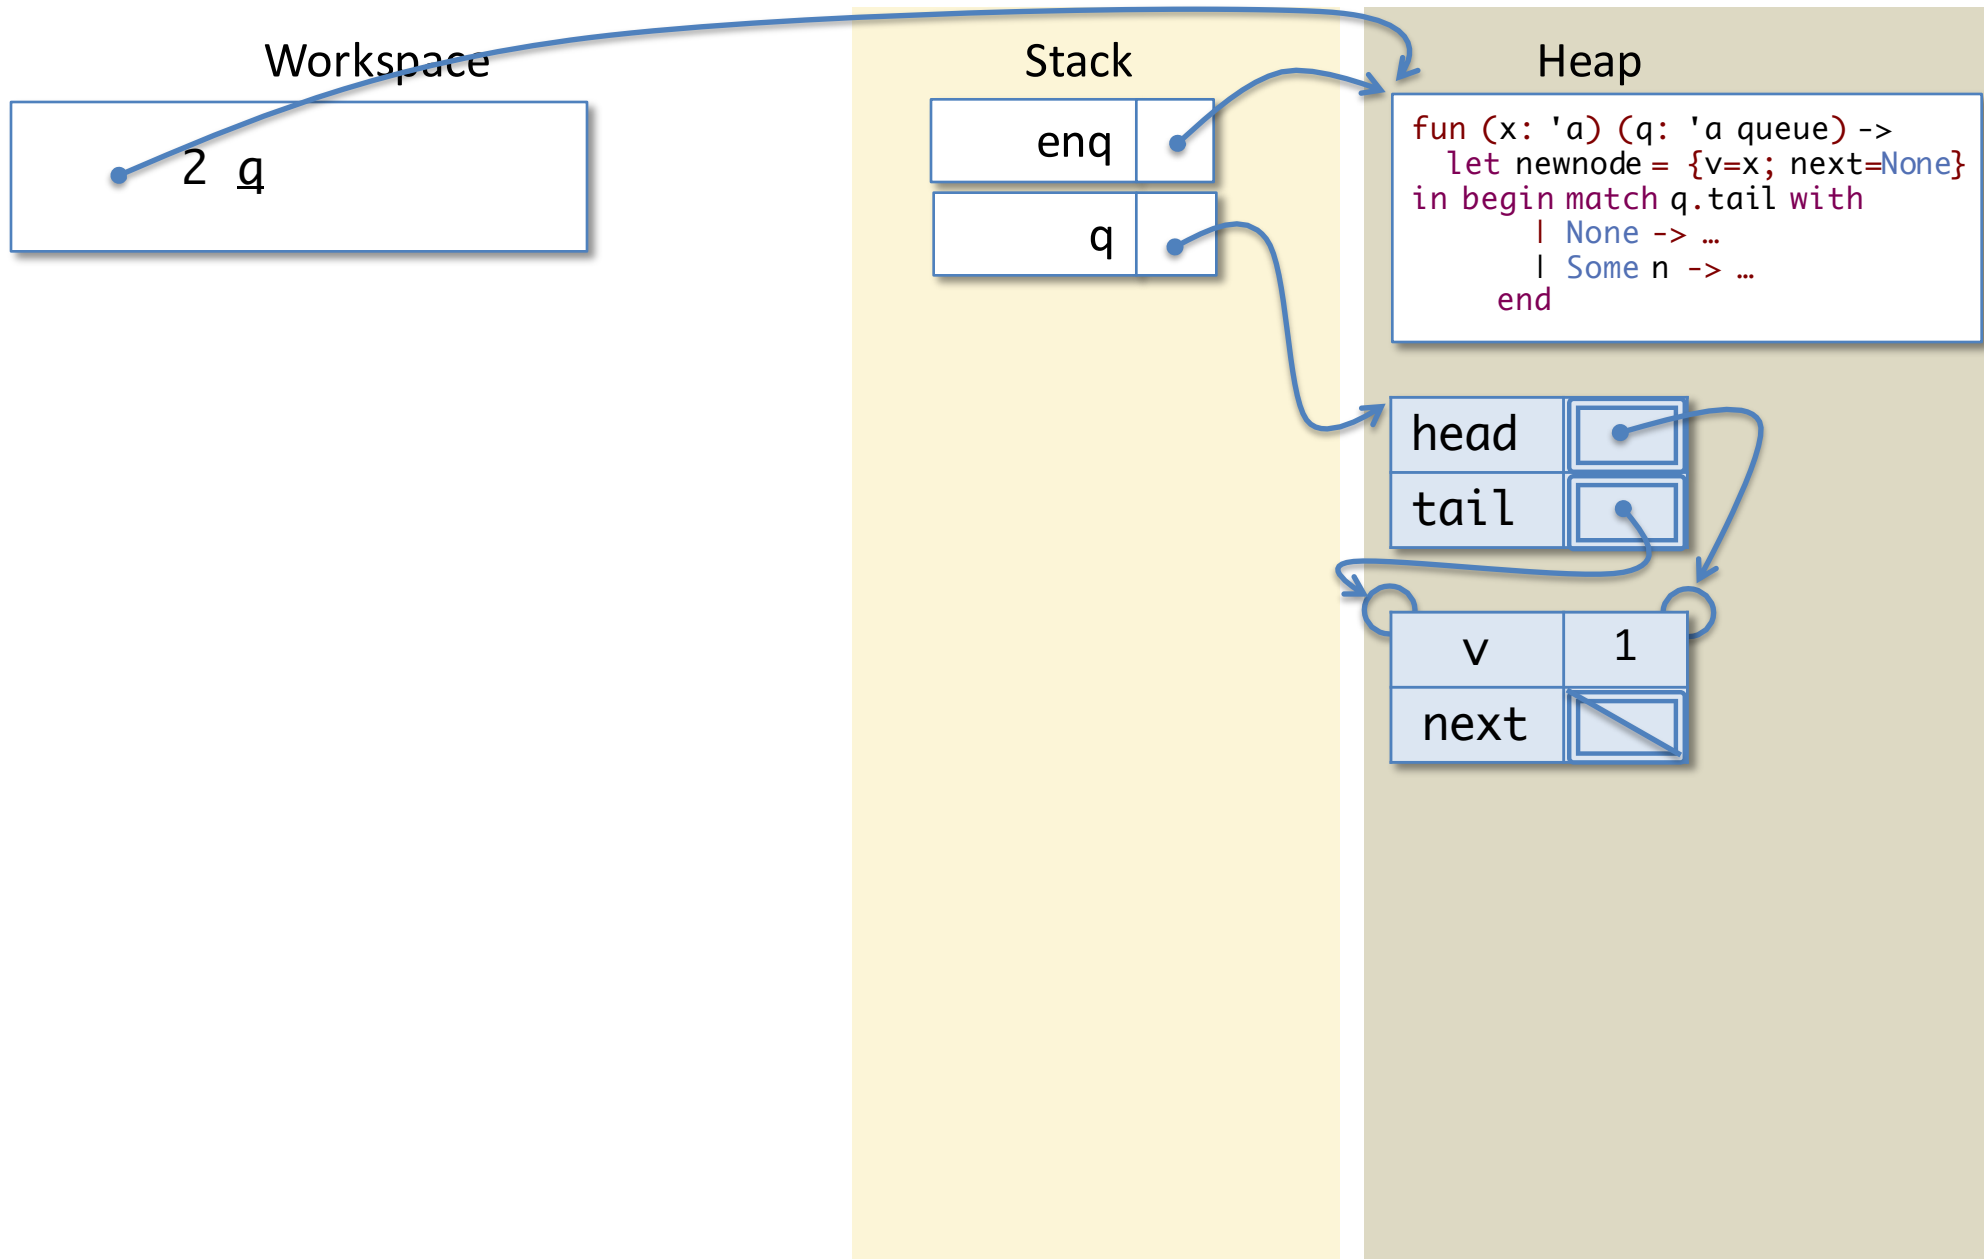 Workspace
Stack
Heap
2 q
enq
q
fun (x: 'a) (q: 'a queue) ->
let newnode = {v=x; next=None}
in begin match q.tail with
| None -> …
| Some n -> …
end
head
tail
v 1
next